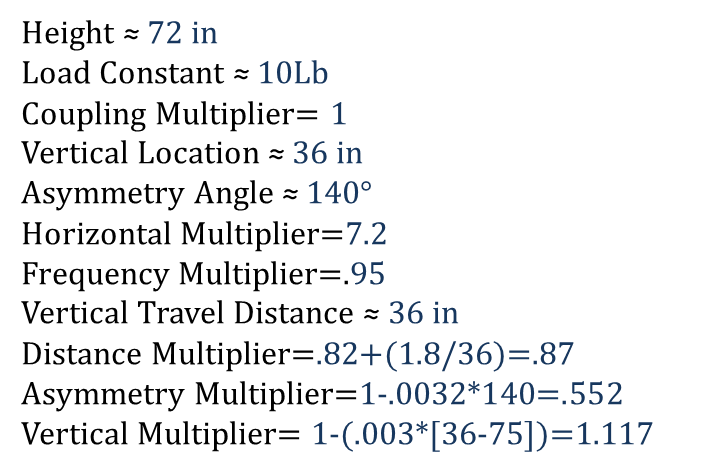 Height ≈ 72 in
Load Constant ≈ 10Lb
Coupling Multiplier= 1
Vertical Location ≈ 36 in
Asymmetry Angle ≈ 140°
Horizontal Multiplier=7.2
Frequency Multiplier=.95
Vertical Travel Distance ≈ 36 in
Distance Multiplier=.82+(1.8/36)=.87
Asymmetry Multiplier=1-.0032*140=.552
Vertical Multiplier= 1-(.003*[36-75])=1.117